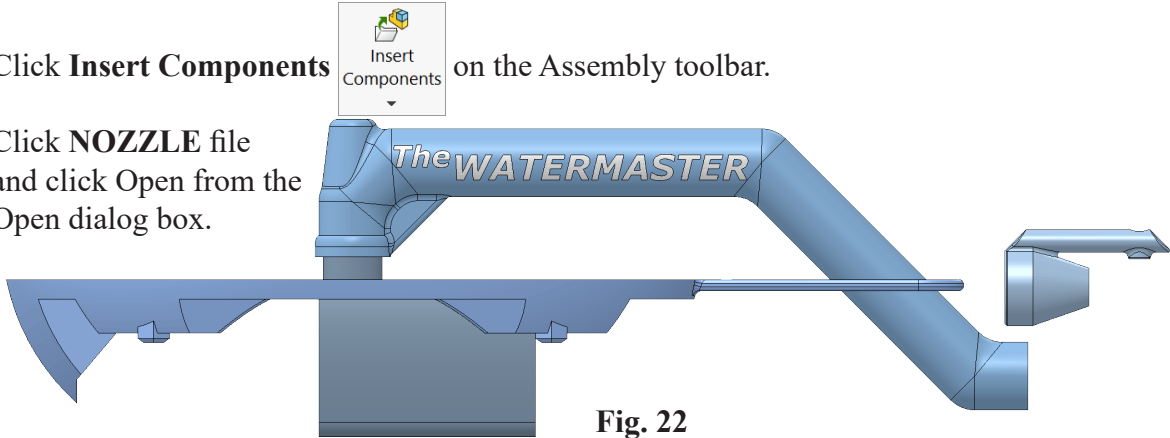 Click Insert Components
Insert
Components
on the Assembly toolbar.
Click NOZZLE file
and click Open from the
Open dialog box.
The WATERMASTER
Fig. 22